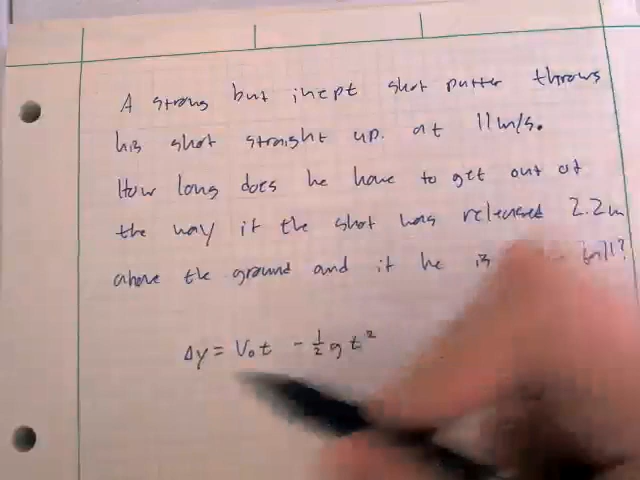 A strong but inept shot putter throws
his shot straight up. at 11m/s.
How long does he have to get out of
the way if the shot was released 2.2m
above the ground and if he is tall?
Δy = V₀t - ½gt²